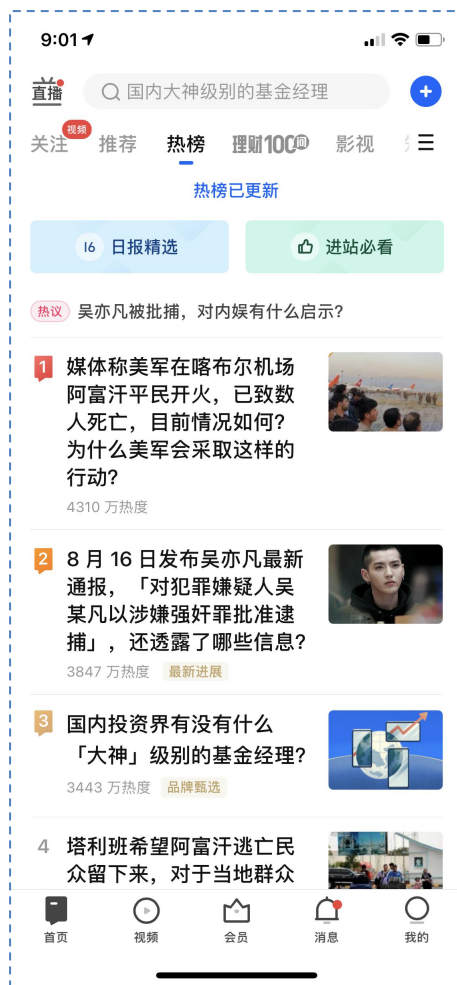 9:01
直播
国内大神级别的基金经理
关注 视频 推荐 热榜 理财100问 影视
热榜已更新
16 日报精选 进站必看
热议 吴亦凡被批捕，对内娱有什么启示？
1 媒体称美军在喀布尔机场
阿富汗平民开火，已致数
人死亡，目前情况如何？
为什么美军会采取这样的
行动？
4310 万热度
2 8 月 16 日发布吴亦凡最新
通报，「对犯罪嫌疑人吴
某凡以涉嫌强奸罪批准逮
捕」，还透露了哪些信息？
3847 万热度 最新进展
3 国内投资界有没有什么
「大神」级别的基金经理？
3443 万热度 品牌甄选
4 塔利班希望阿富汗逃亡民
众留下来，对于当地群众
首页 视频 会员 消息 我的